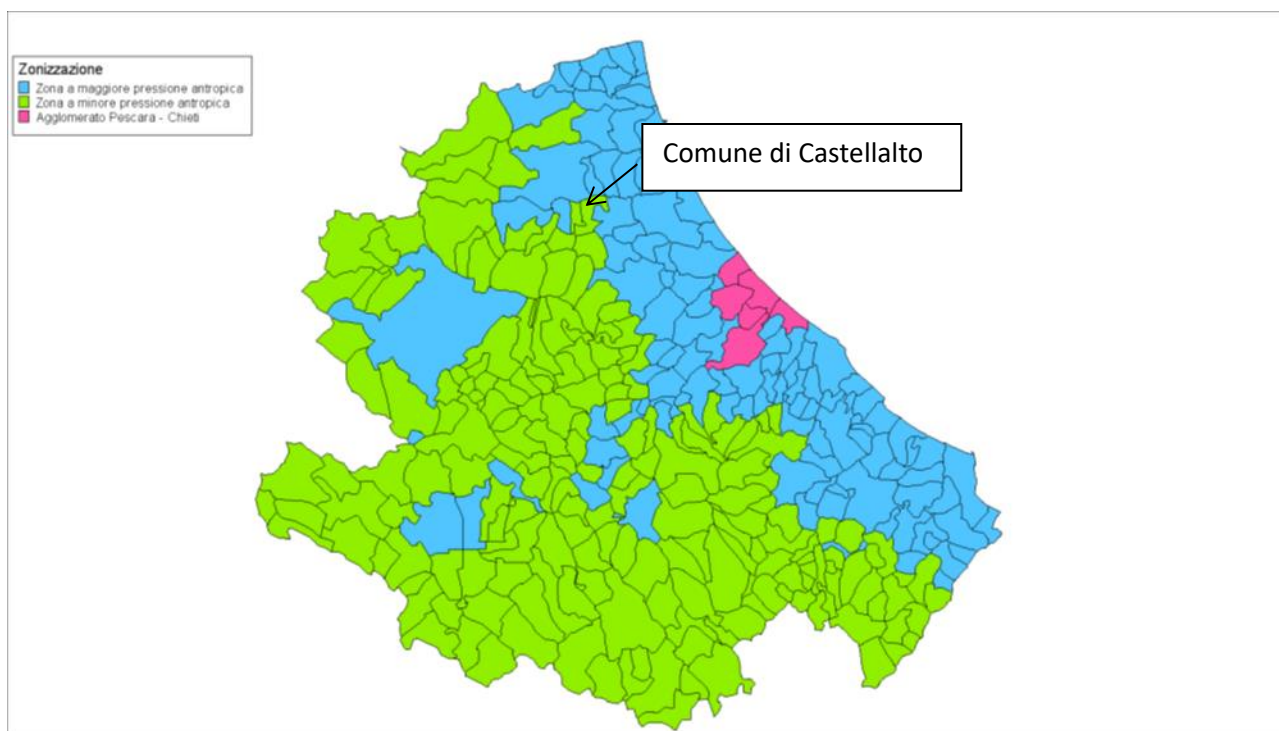 Zonizzazione
Zona a maggiore pressione antropica
Zona a minore pressione antropica
Agglomerato Pescara - Chieti
Comune di Castellalto